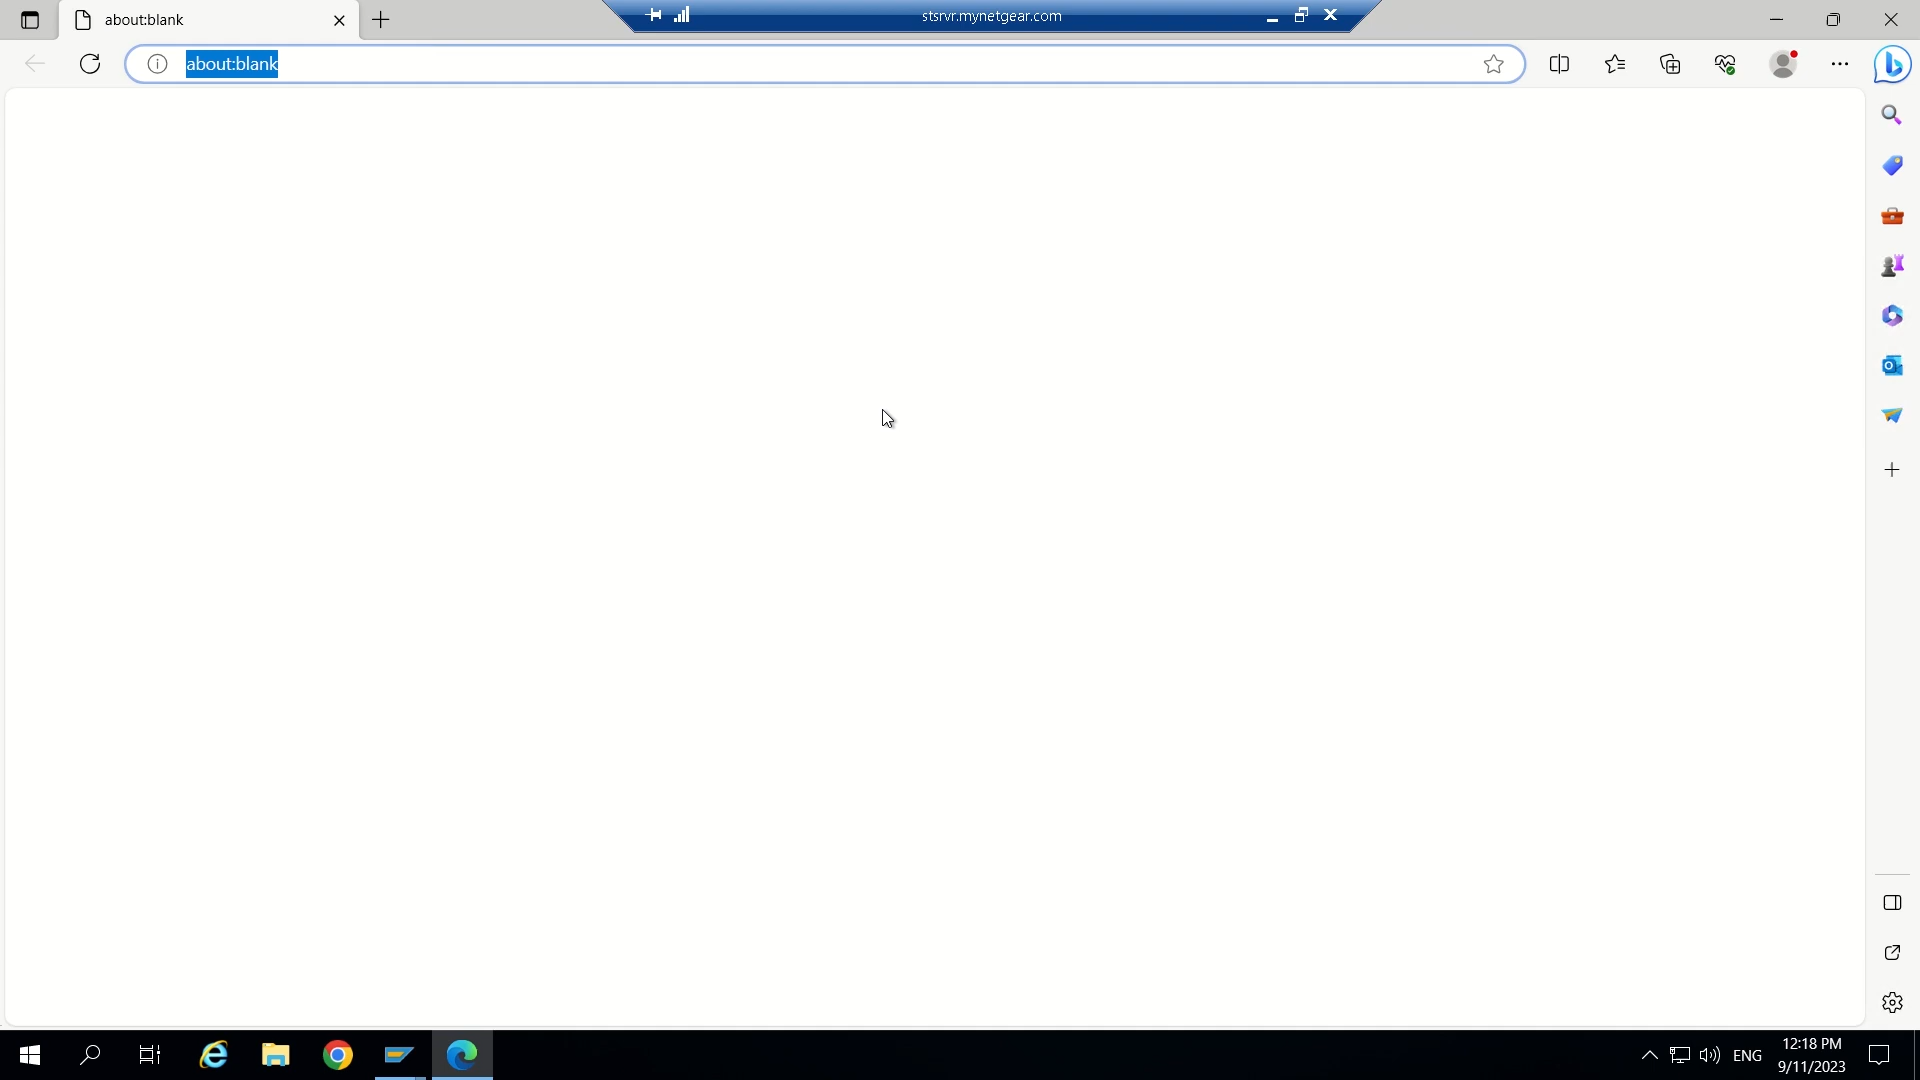 about:blank
stsrvr.mynetgear.com
about:blank
ENG
12:18 PM
9/11/2023